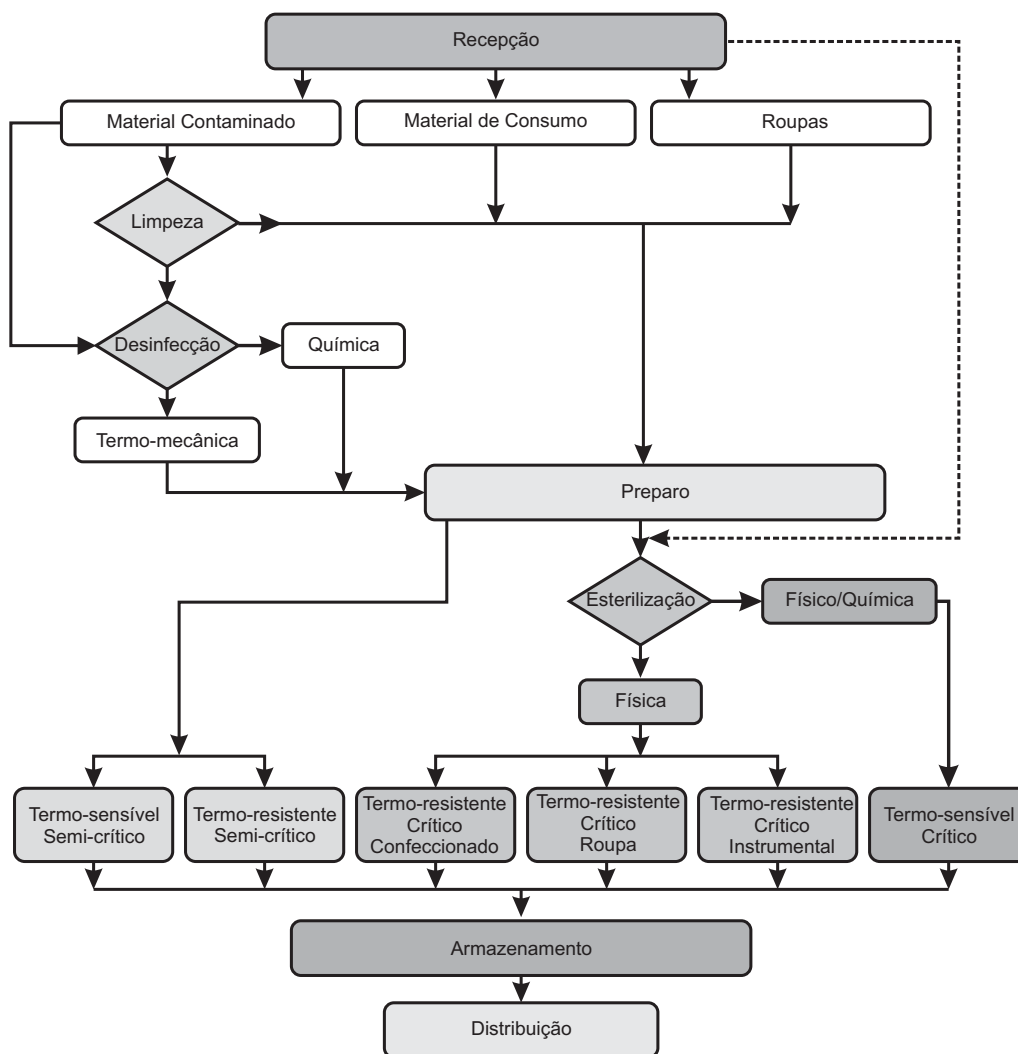 Recepção
Material Contaminado
Material de Consumo
Roupas
Limpeza
Desinfecção
Química
Termo-mecânica
Preparo
Esterilização
Físico/Química
Física
Termo-sensível
Semi-crítico
Termo-resistente
Semi-crítico
Termo-resistente
Crítico
Confeccionado
Termo-resistente
Crítico
Roupa
Termo-resistente
Crítico
Instrumental
Termo-sensível
Crítico
Armazenamento
Distribuição